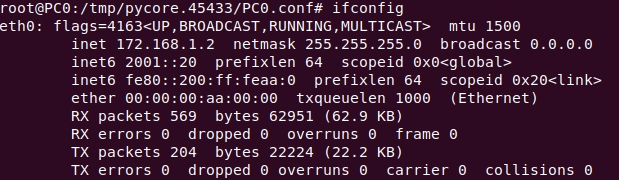 root@PC0:/tmp/pycore.45433/PC0.conf# ifconfig
eth0: flags=4163<UP,BROADCAST,RUNNING,MULTICAST>  mtu 1500
        inet 172.168.1.2  netmask 255.255.255.0  broadcast 0.0.0.0
        inet6 2001::20  prefixlen 64  scopeid 0x0<global>
        inet6 fe80::200:ff:feaa:0  prefixlen 64  scopeid 0x20<link>
        ether 00:00:00:aa:00:00  txqueuelen 1000  (Ethernet)
        RX packets 569  bytes 62951 (62.9 KB)
        RX errors 0  dropped 0  overruns 0  frame 0
        TX packets 204  bytes 22224 (22.2 KB)
        TX errors 0  dropped 0 overruns 0  carrier 0  collisions 0